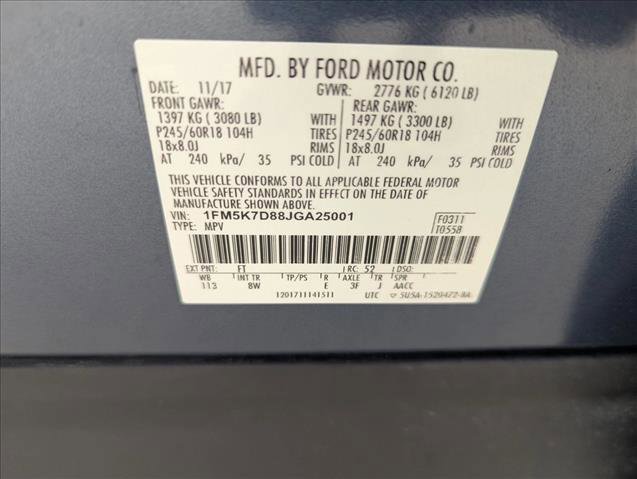 MFD. BY FORD MOTOR CO.
DATE: 11/17 GVWR: 2776 KG ( 6120 LB)
FRONT GAWR: REAR GAWR:
1397 KG ( 3080 LB) WITH 1497 KG ( 3300 LB) WITH
P245/60R18 104H TIRES P245/60R18 104H TIRES
18x8.0J RIMS 18x8.0J RIMS
AT 240 kPa/ 35 PSI COLD AT 240 kPa/ 35 PSI COLD
THIS VEHICLE CONFORMS TO ALL APPLICABLE FEDERAL MOTOR
VEHICLE SAFETY STANDARDS IN EFFECT ON THE DATE OF
MANUFACTURE SHOWN ABOVE.
VIN: 1FM5K7D88JGA25001 F0311
TYPE: MPV T0558
EXT PNT: FT RC: 52 DSO:
WB INT TR TP/PS R AXLE TR SPR
113 8W E 3F J AACC
1201711141511 UTC 5U5A-1520472-BA